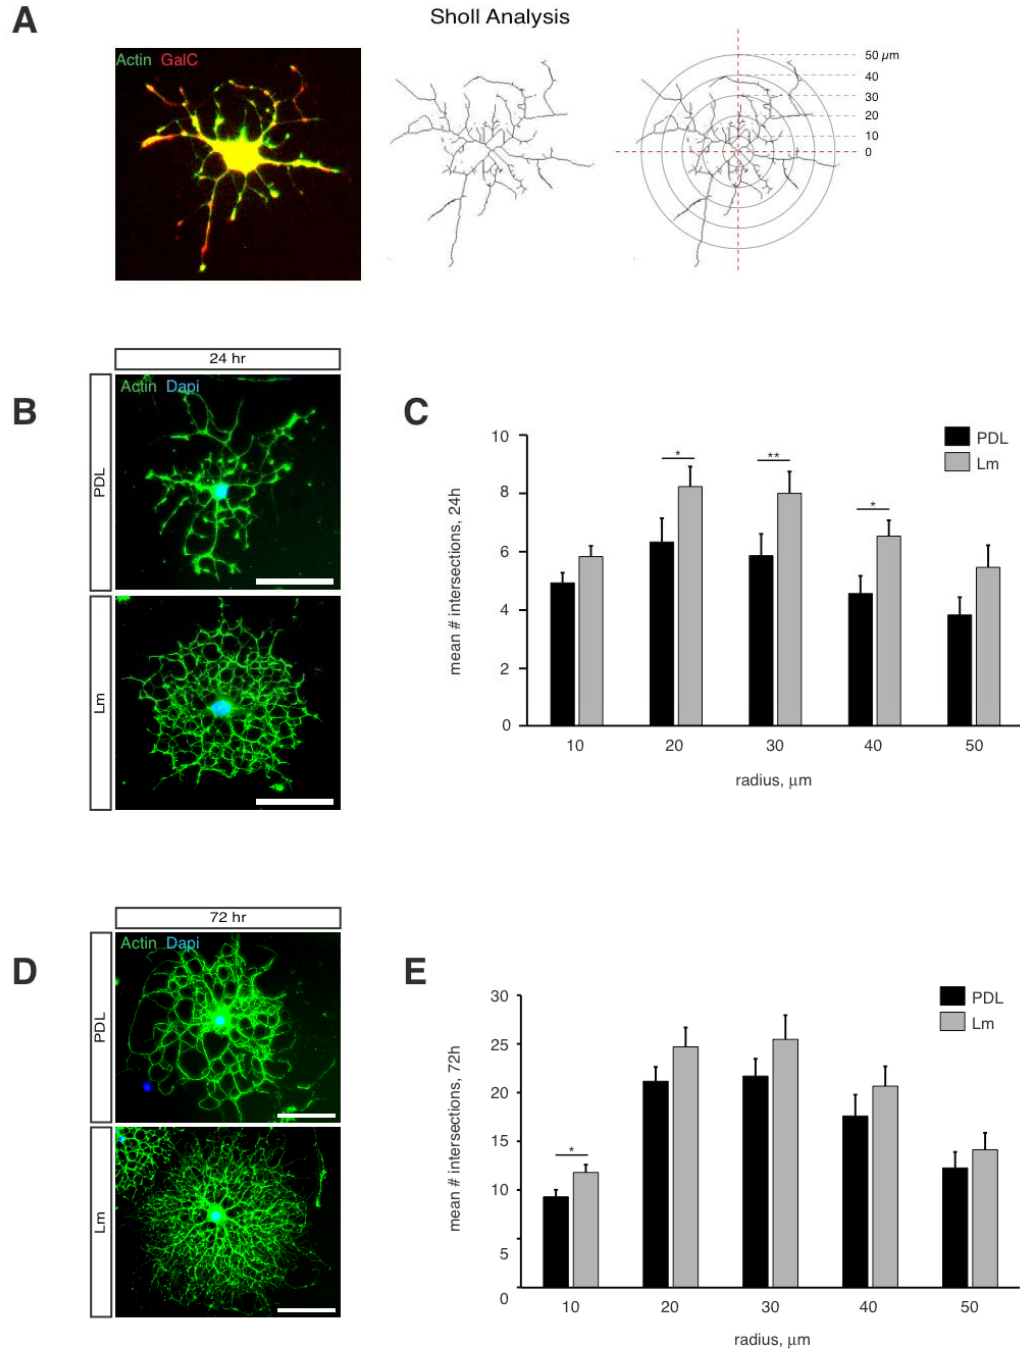 A
Sholl Analysis
Actin GalC
50 µm
40
30
20
10
0
B
24 hr
Actin Dapi
PDL
Lm
C
10
8
6
4
2
0
mean # intersections, 24h
PDL
Lm
*
**
*
10 20 30 40 50
radius, µm
D
72 hr
Actin Dapi
PDL
Lm
E
30
25
20
15
10
5
0
mean # intersections, 72h
PDL
Lm
*
10 20 30 40 50
radius, µm